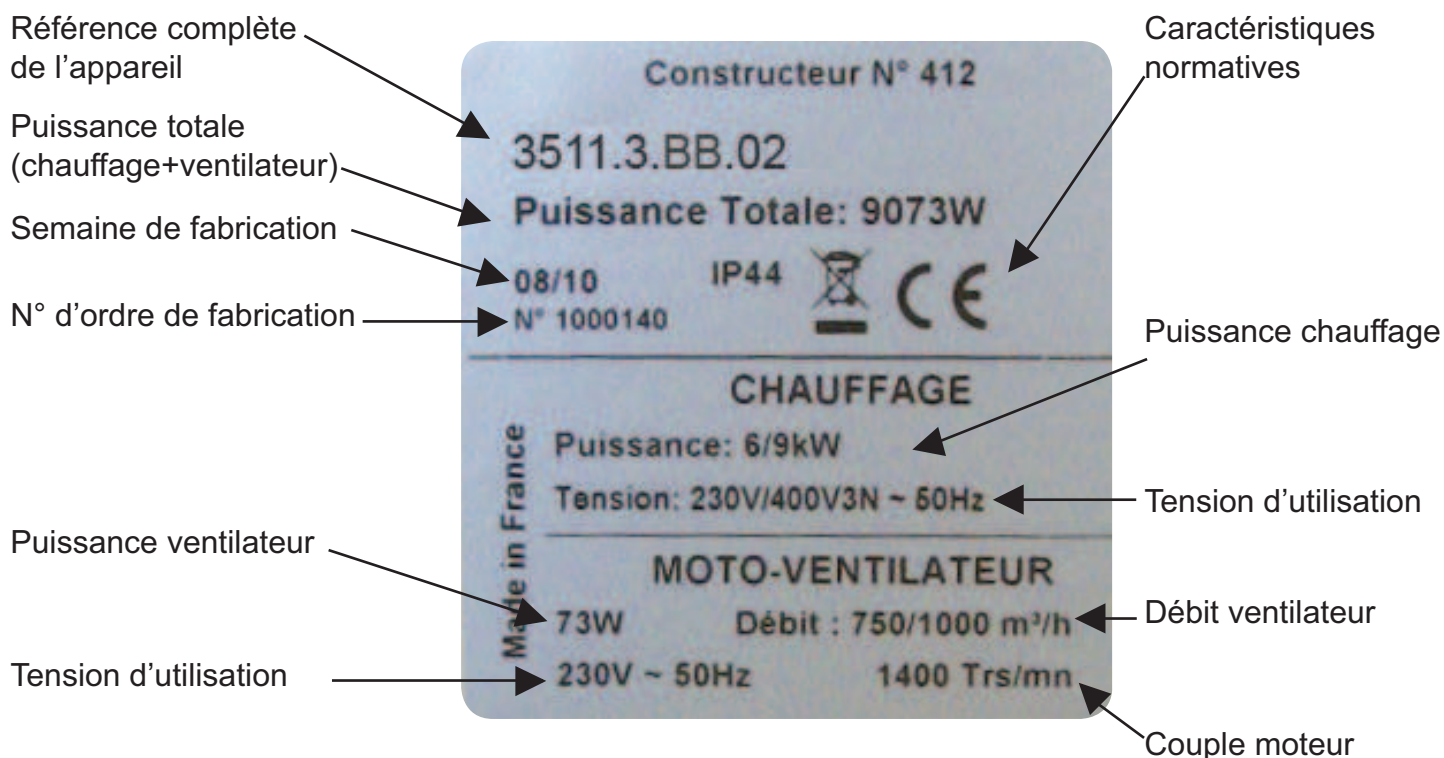 Référence complète
de l'appareil
Puissance totale
(chauffage+ventilateur)
Semaine de fabrication
N° d'ordre de fabrication
Puissance ventilateur
Tension d'utilisation
Constructeur N° 412
3511.3.BB.02
Puissance Totale: 9073W
08/10 IP44 CE
N° 1000140
CHAUFFAGE
Puissance: 6/9kW
Tension: 230V/400V3N ~ 50Hz
Made in France
MOTO-VENTILATEUR
73W Débit : 750/1000 m³/h
230V ~ 50Hz 1400 Trs/mn
Caractéristiques
normatives
Puissance chauffage
Tension d'utilisation
Débit ventilateur
Couple moteur